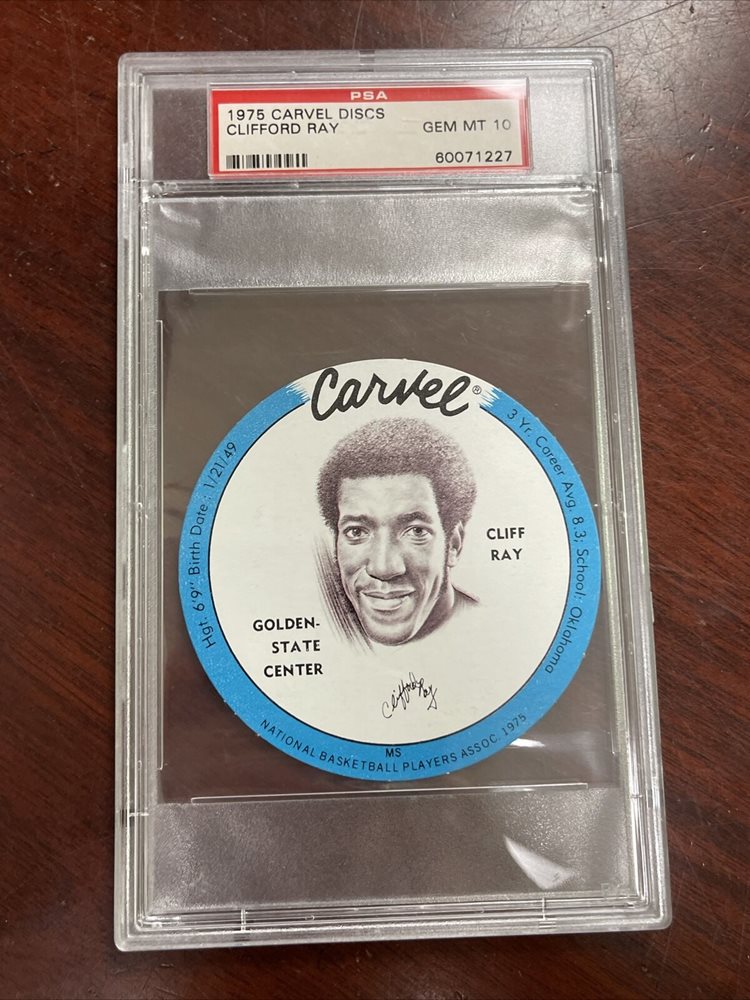 PSA
1975 CARVEL DISCS
CLIFFORD RAY GEM MT 10
60071227
Carvel®
Hgt. 6'9" Birth Date: 1/21/49
3 Yr. Career Avg. 8.3; School: Oklahoma
CLIFF
RAY
GOLDEN-
STATE
CENTER
Clifford Ray
MS
NATIONAL BASKETBALL PLAYERS ASSOC. 1975